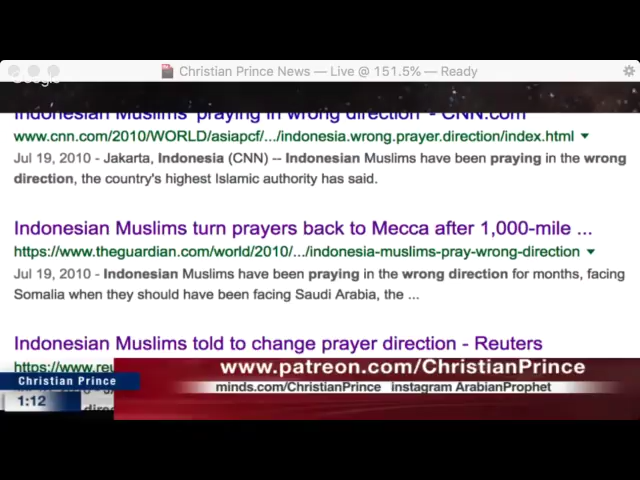 Christian Prince News — Live @ 151.5% — Ready
Indonesian Muslims 'praying in wrong direction' - CNN.com
www.cnn.com/2010/WORLD/asiapcf/.../indonesia.wrong.prayer.direction/index.html
Jul 19, 2010 - Jakarta, Indonesia (CNN) -- Indonesian Muslims have been praying in the wrong
direction, the country's highest Islamic authority has said.
Indonesian Muslims turn prayers back to Mecca after 1,000-mile ...
https://www.theguardian.com/world/2010/.../indonesia-muslims-pray-wrong-direction
Jul 19, 2010 - Indonesian Muslims have been praying in the wrong direction for months, facing
Somalia when they should have been facing Saudi Arabia, the ...
Indonesian Muslims told to change prayer direction - Reuters
https://www.reu
www.patreon.com/ChristianPrince
Christian Prince
minds.com/ChristianPrince instagram ArabianProphet
1:12